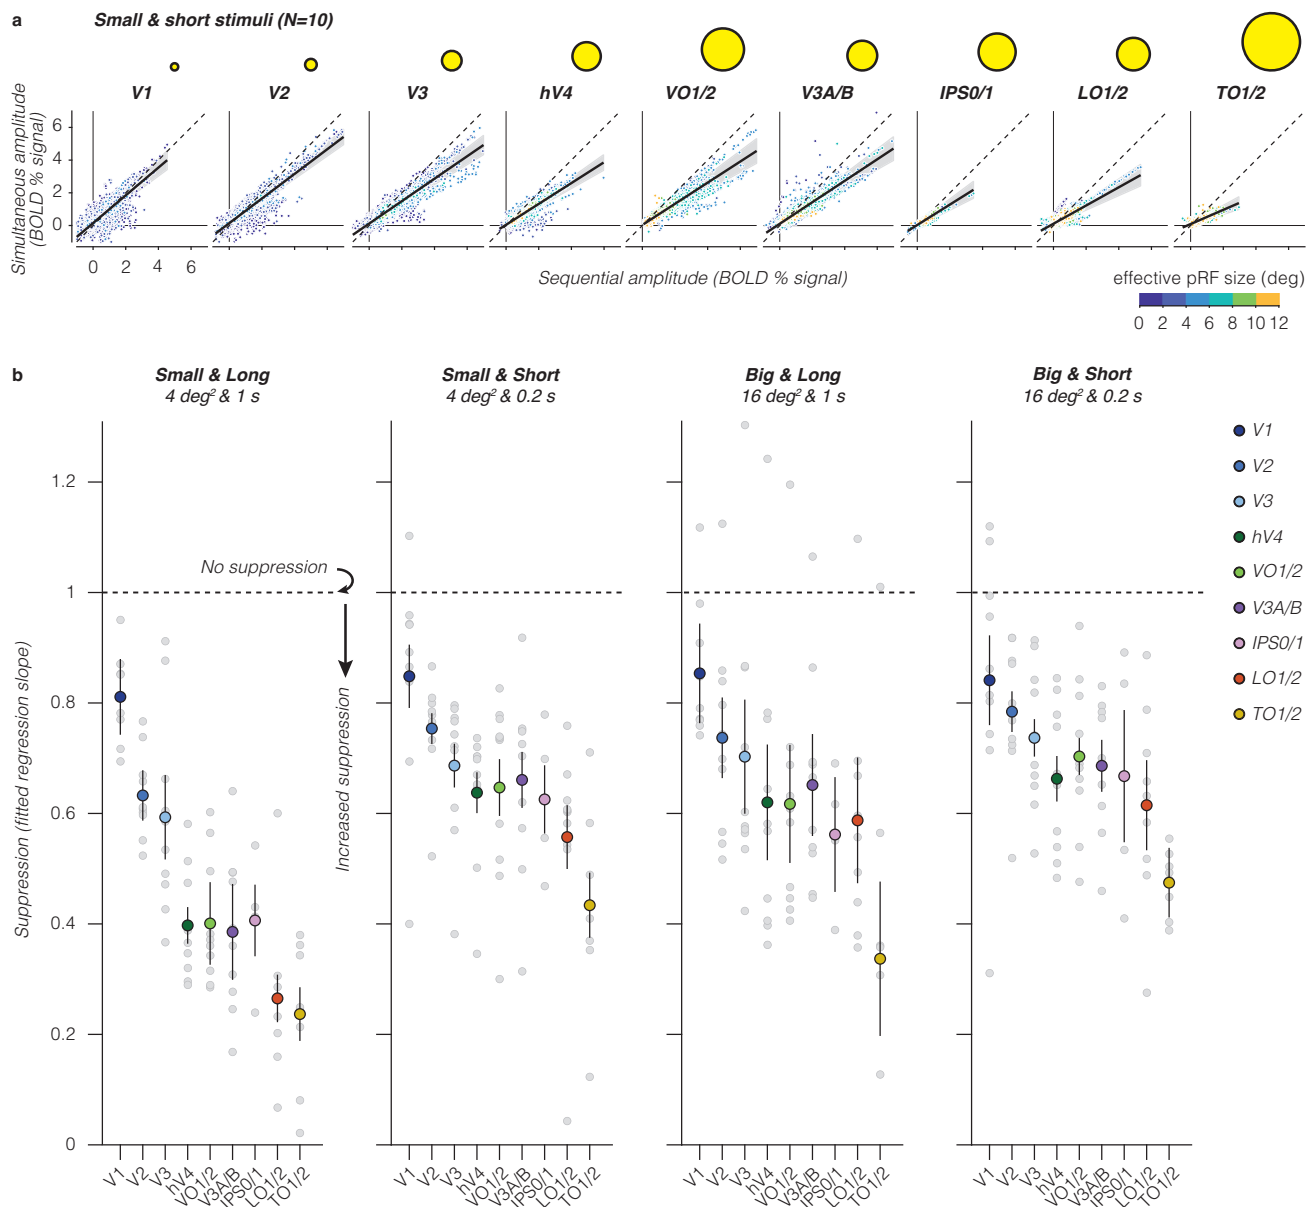 a Small & short stimuli (N=10)
V1 V2 V3 hV4 VO1/2 V3A/B IPS0/1 LO1/2 TO1/2
Simultaneous amplitude
(BOLD % signal)
6
4
2
0
0 2 4 6
Sequential amplitude (BOLD % signal)
effective pRF size (deg)
0 2 4 6 8 10 12
b
Small & Long
4 deg² & 1 s
Small & Short
4 deg² & 0.2 s
Big & Long
16 deg² & 1 s
Big & Short
16 deg² & 0.2 s
Suppression (fitted regression slope)
1.2
1
0.8
0.6
0.4
0.2
0
No suppression
Increased suppression
V1 V2 V3 hV4 VO1/2 V3A/B IPS0/1 LO1/2 TO1/2
V1 V2 V3 hV4 VO1/2 V3A/B IPS0/1 LO1/2 TO1/2
V1 V2 V3 hV4 VO1/2 V3A/B IPS0/1 LO1/2 TO1/2
V1 V2 V3 hV4 VO1/2 V3A/B IPS0/1 LO1/2 TO1/2
V1
V2
V3
hV4
VO1/2
V3A/B
IPS0/1
LO1/2
TO1/2